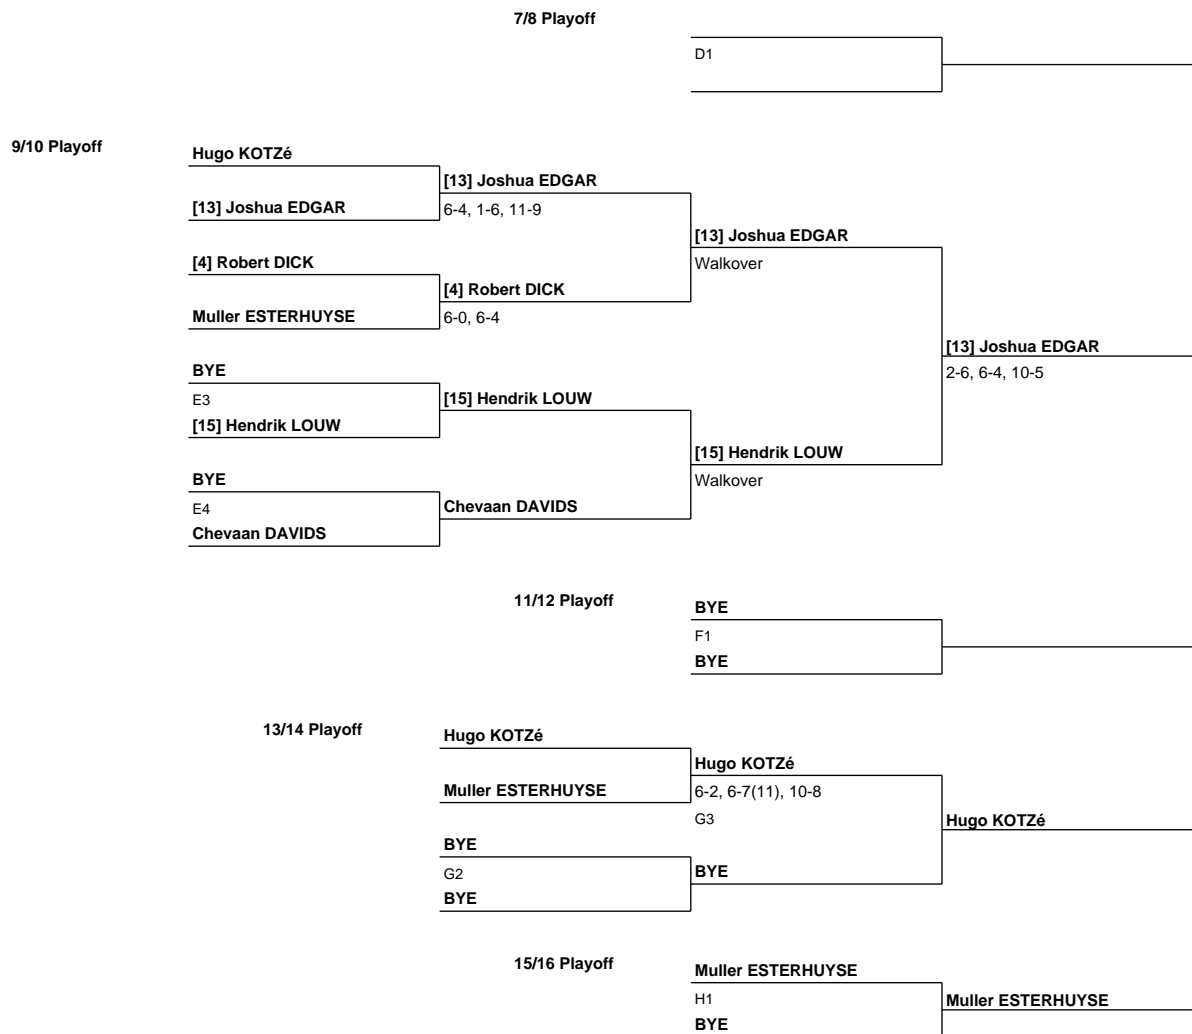 7/8 Playoff
D1
9/10 Playoff
Hugo KOTZé
[13] Joshua EDGAR
[13] Joshua EDGAR
6-4, 1-6, 11-9
[13] Joshua EDGAR
Walkover
[4] Robert DICK
[4] Robert DICK
Muller ESTERHUYSE
6-0, 6-4
[13] Joshua EDGAR
2-6, 6-4, 10-5
BYE
E3
[15] Hendrik LOUW
[15] Hendrik LOUW
[15] Hendrik LOUW
Walkover
BYE
E4
Chevaan DAVIDS
Chevaan DAVIDS
11/12 Playoff
BYE
F1
BYE
13/14 Playoff
Hugo KOTZé
Hugo KOTZé
Muller ESTERHUYSE
6-2, 6-7(11), 10-8
G3
Hugo KOTZé
BYE
G2
BYE
BYE
15/16 Playoff
Muller ESTERHUYSE
H1
Muller ESTERHUYSE
BYE